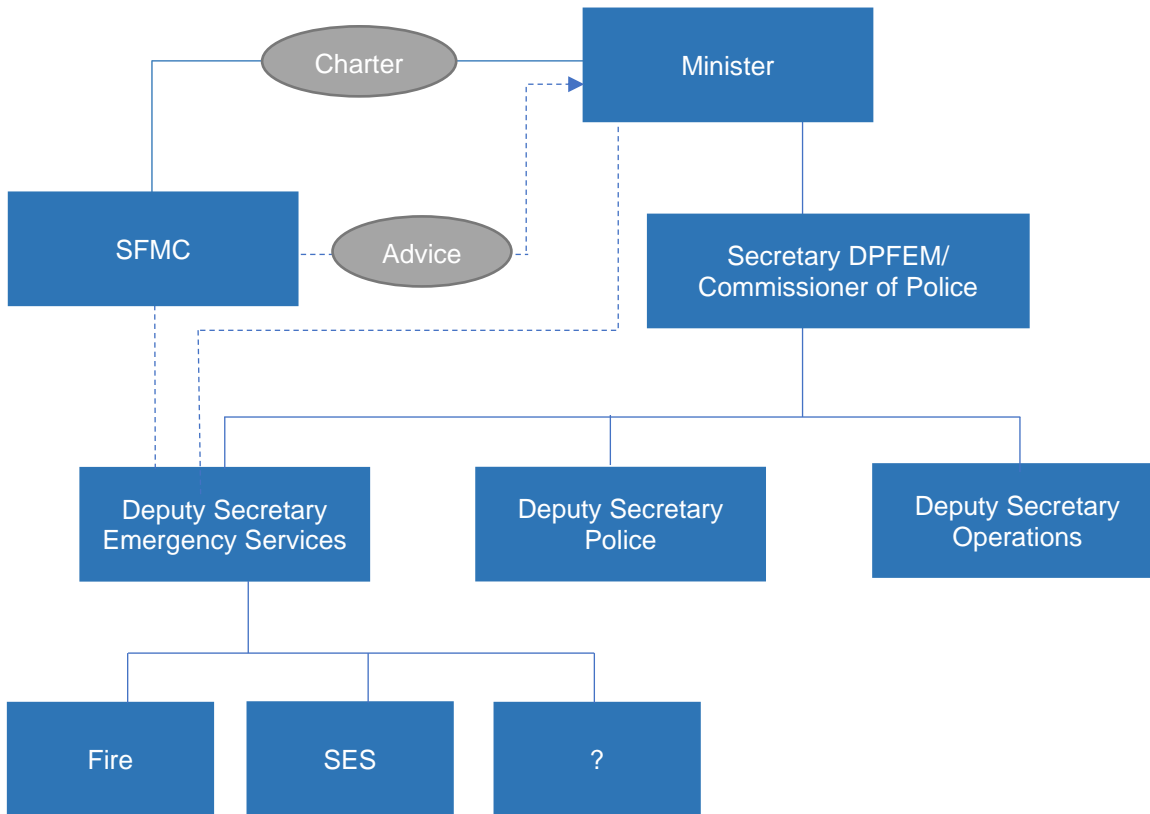 Charter
Minister
SFMC
Advice
Secretary DPFEM/
Commissioner of Police
Deputy Secretary
Emergency Services
Deputy Secretary
Police
Deputy Secretary
Operations
Fire
SES
?